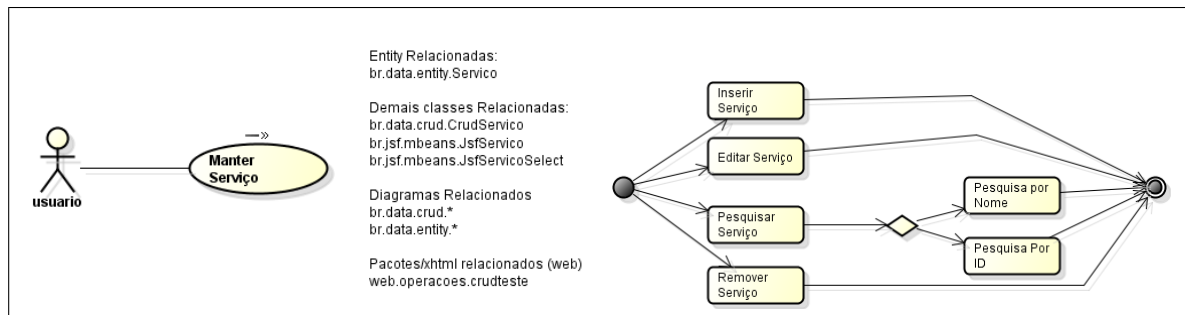 usuario
—»
Manter
Serviço
Entity Relacionadas:
br.data.entity.Servico
Demais classes Relacionadas:
br.data.crud.CrudServico
br.jsf.mbeans.JsfServico
br.jsf.mbeans.JsfServicoSelect
Diagramas Relacionados
br.data.crud.*
br.data.entity.*
Pacotes/xhtml relacionados (web)
web.operacoes.crudteste
Inserir
Serviço
Editar Serviço
Pesquisar
Serviço
Remover
Serviço
Pesquisa por
Nome
Pesquisa Por
ID